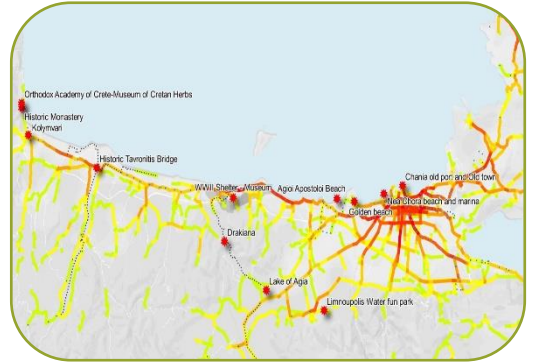 Orthodox Academy of Crete-Museum of Cretan Herbs
Historic Monastery
Kolymvari
Historic Tavronitis Bridge
WWII Shelter - Museum
Agioi Apostoloi Beach
Chania old port and Old town
Nea Chora beach and marina
Golden beach
Drakiana
Lake of Agia
Limnoupolis Water fun park